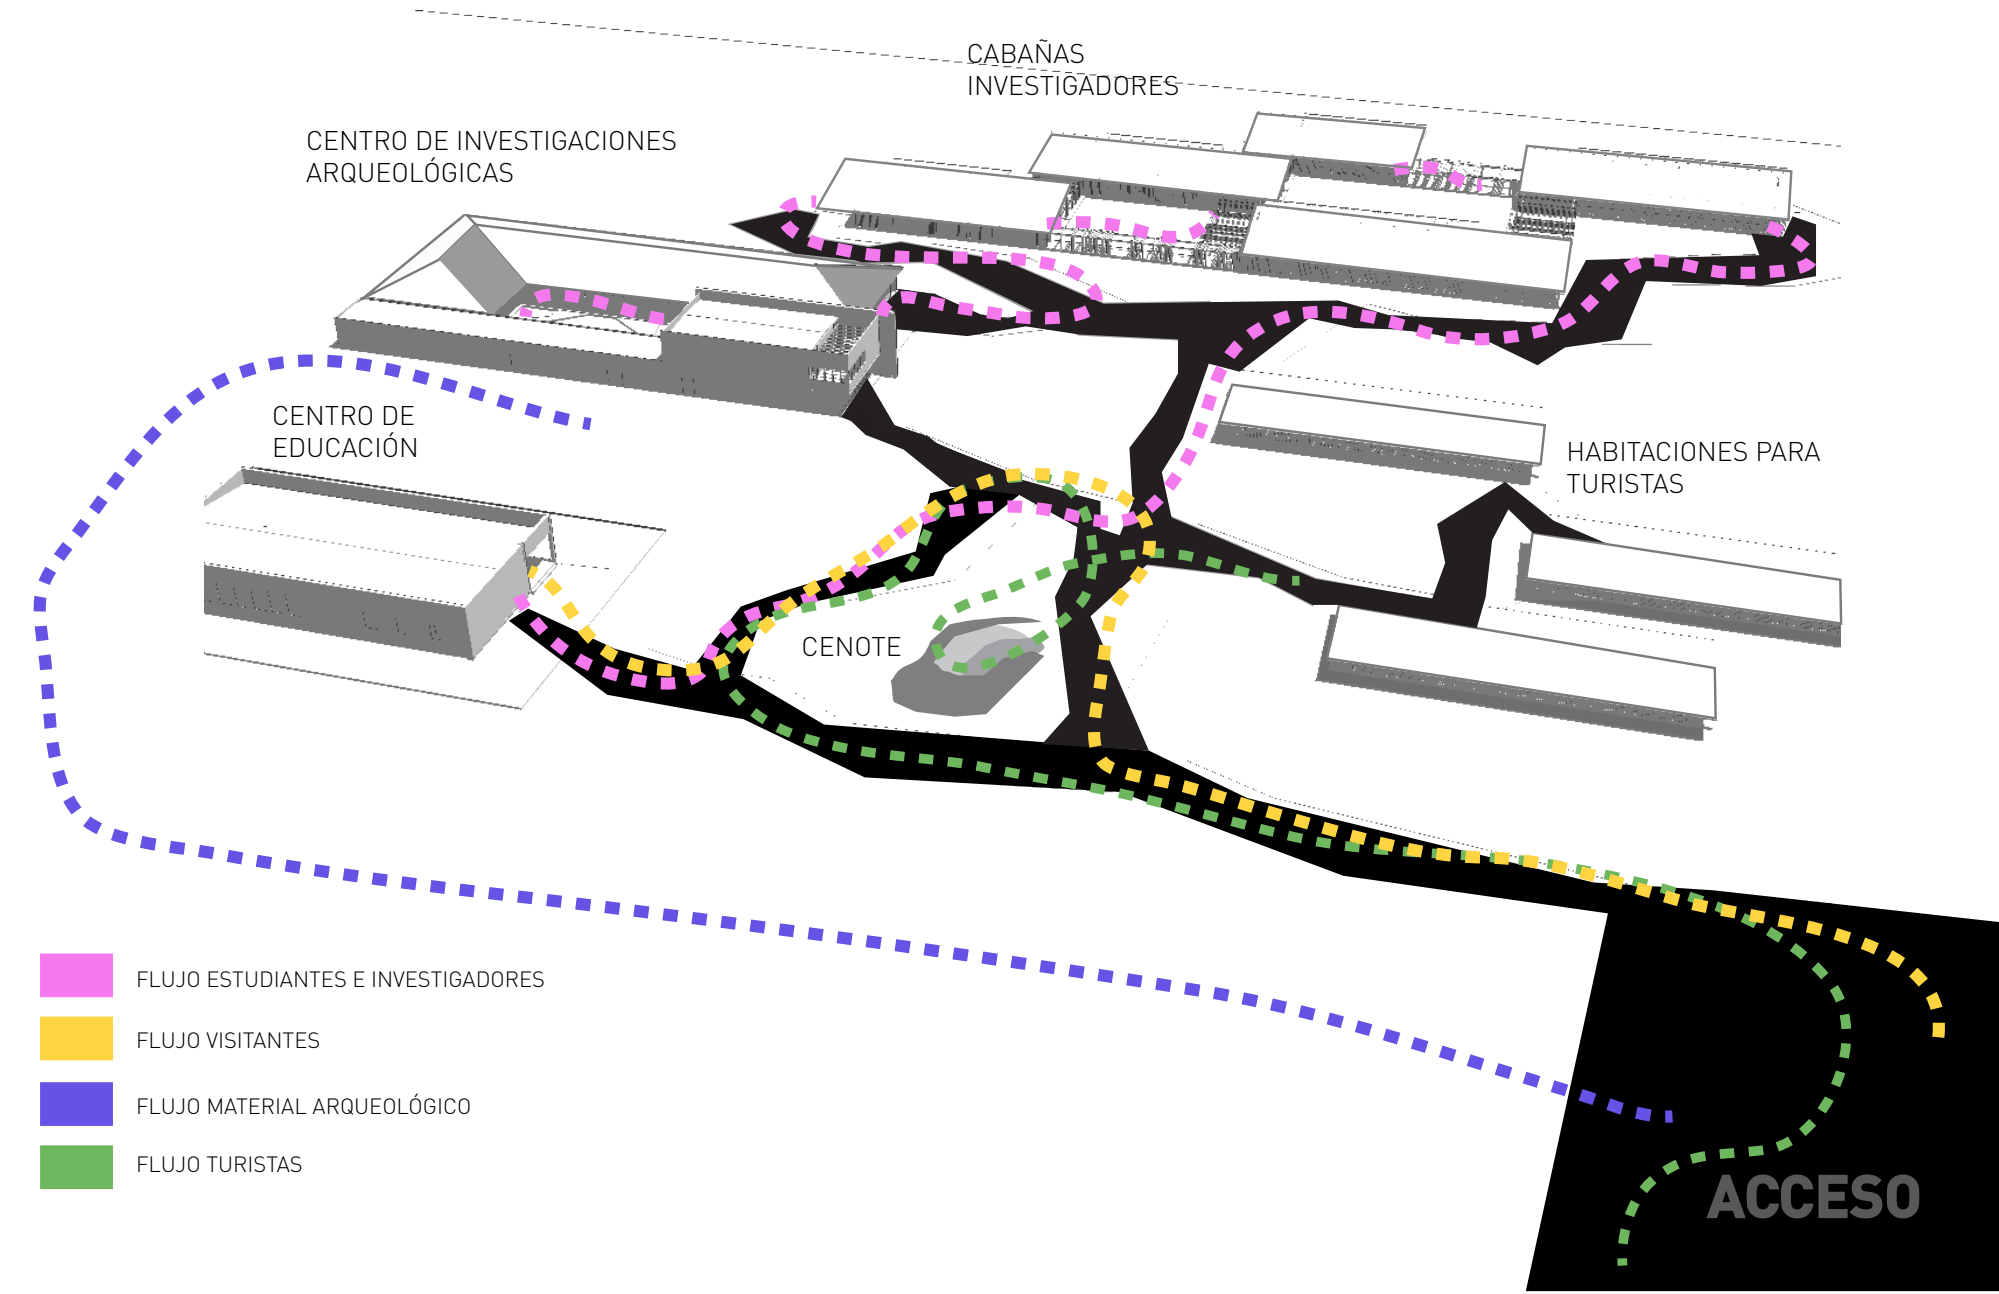 CABAÑAS
INVESTIGADORES
CENTRO DE INVESTIGACIONES
ARQUEOLÓGICAS
CENTRO DE
EDUCACIÓN
HABITACIONES PARA
TURISTAS
CENOTE
FLUJO ESTUDIANTES E INVESTIGADORES
FLUJO VISITANTES
FLUJO MATERIAL ARQUEOLÓGICO
FLUJO TURISTAS
ACCESO